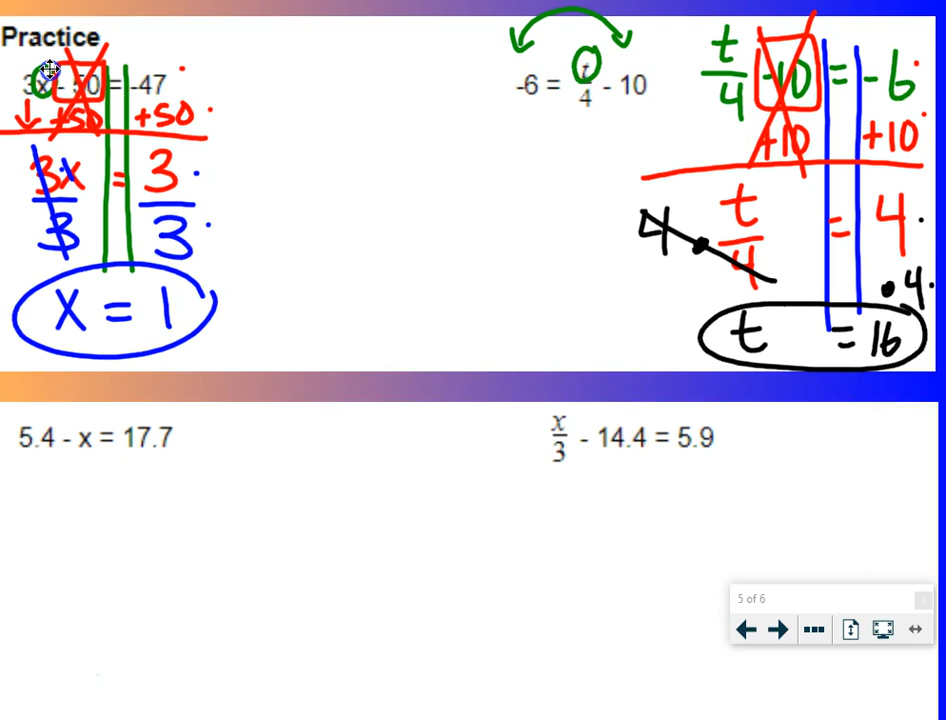 Practice
3x - 50 = -47
+50 +50
3x = 3
3 3
x = 1
-6 = t/4 - 10
t/4 -10 = -6
+10 +10
4 • t/4 = 4
• 4
t = 16
5.4 - x = 17.7
x/3 - 14.4 = 5.9
5 of 6